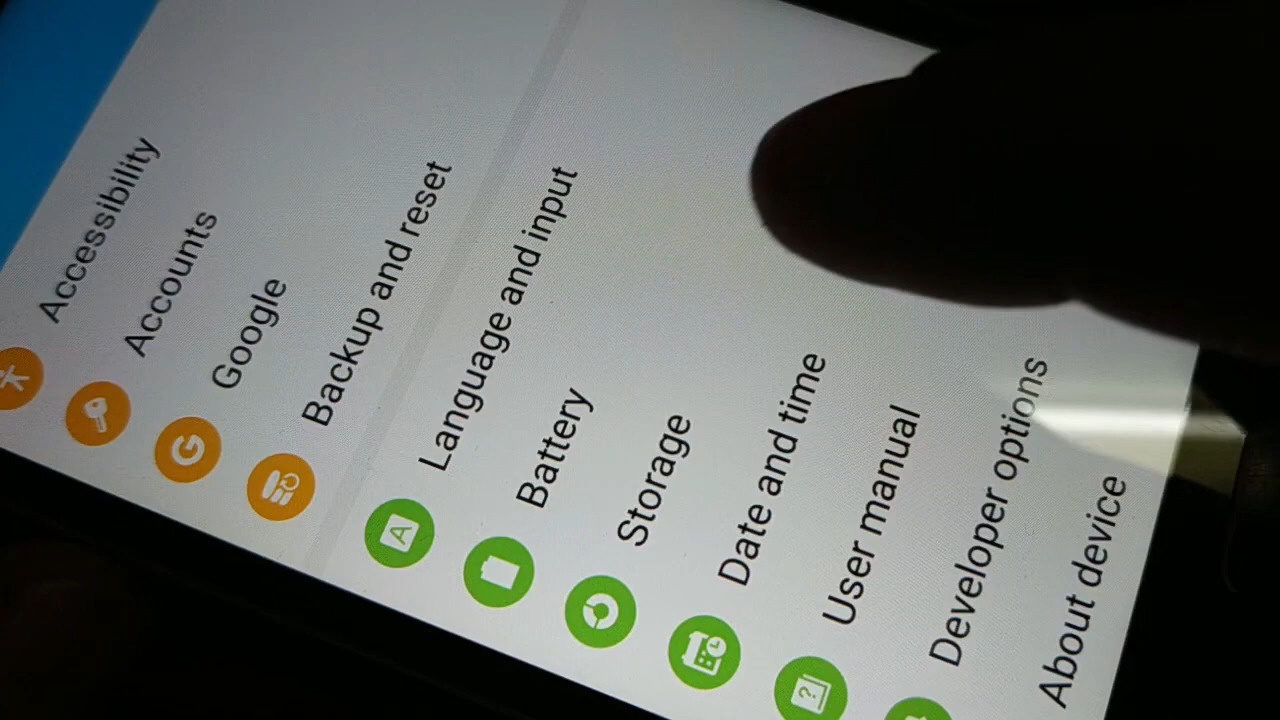 Accessibility
Accounts
Google
Backup and reset
Language and input
Battery
Storage
Date and time
User manual
Developer options
About device